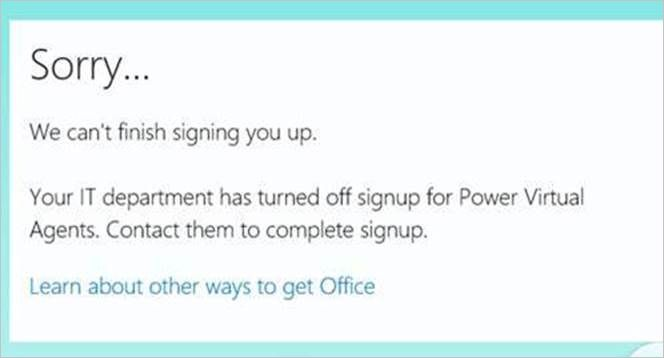 Sorry...
We can't finish signing you up.
Your IT department has turned off signup for Power Virtual
Agents. Contact them to complete signup.
Learn about other ways to get Office